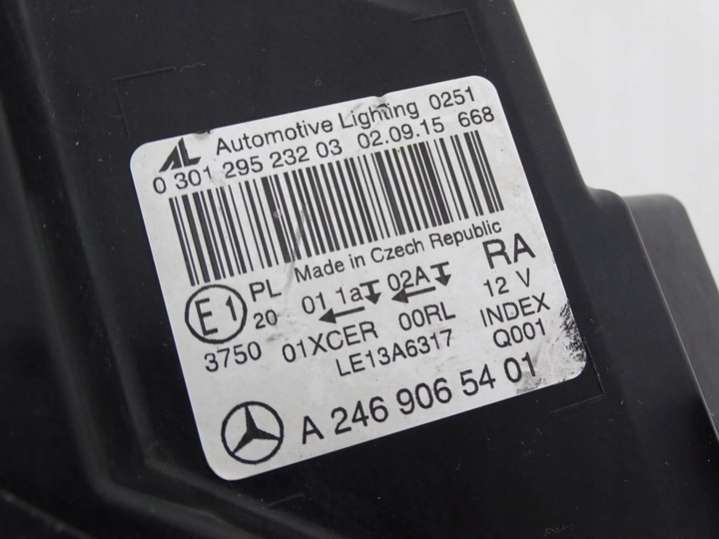 AL Automotive Lighting 0251
0 301 295 232 03 02.09.15 668
Made in Czech Republic
E1 PL 01 1a 02A RA
20 12 V
3750 01XCER 00RL INDEX
LE13A6317 Q001
A 246 906 54 01